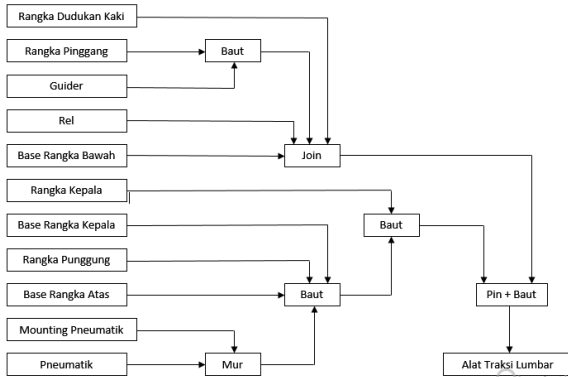 Rangka Dudukan Kaki
Rangka Pinggang
Baut
Guider
Rel
Base Rangka Bawah
Join
Rangka Kepala
Base Rangka Kepala
Baut
Rangka Punggung
Base Rangka Atas
Baut
Pin + Baut
Mounting Pneumatik
Pneumatik
Mur
Alat Traksi Lumbar